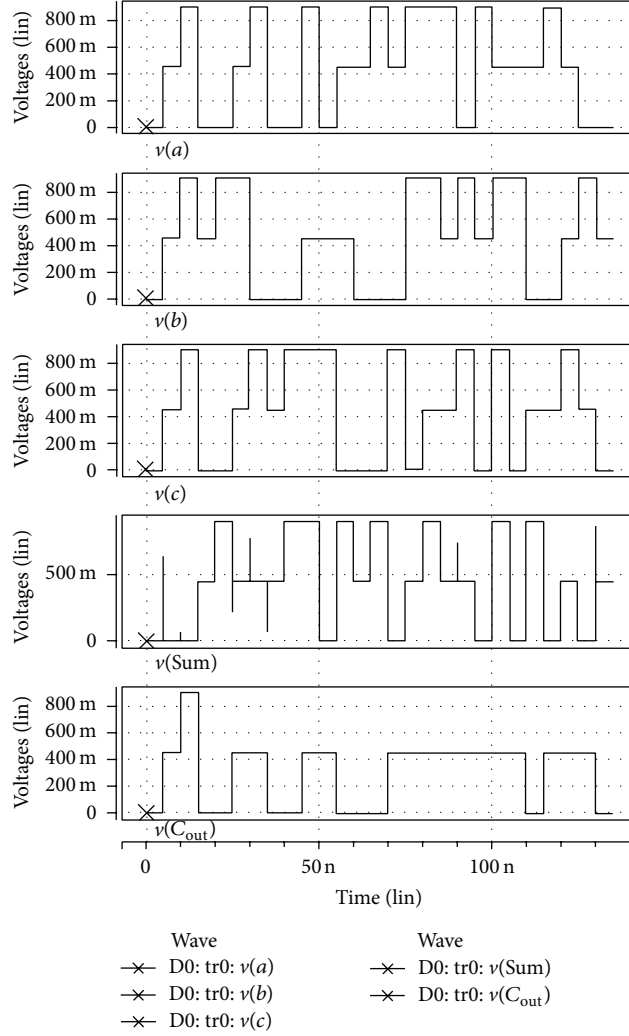 Voltages (lin)
800 m
600 m
400 m
200 m
0
v(a)
Voltages (lin)
800 m
600 m
400 m
200 m
0
v(b)
Voltages (lin)
800 m
600 m
400 m
200 m
0
v(c)
Voltages (lin)
500 m
0
v(Sum)
Voltages (lin)
800 m
600 m
400 m
200 m
0
v(Cout)
0 50 n 100 n
Time (lin)
Wave Wave
D0: tr0: v(a) D0: tr0: v(Sum)
D0: tr0: v(b) D0: tr0: v(Cout)
D0: tr0: v(c)